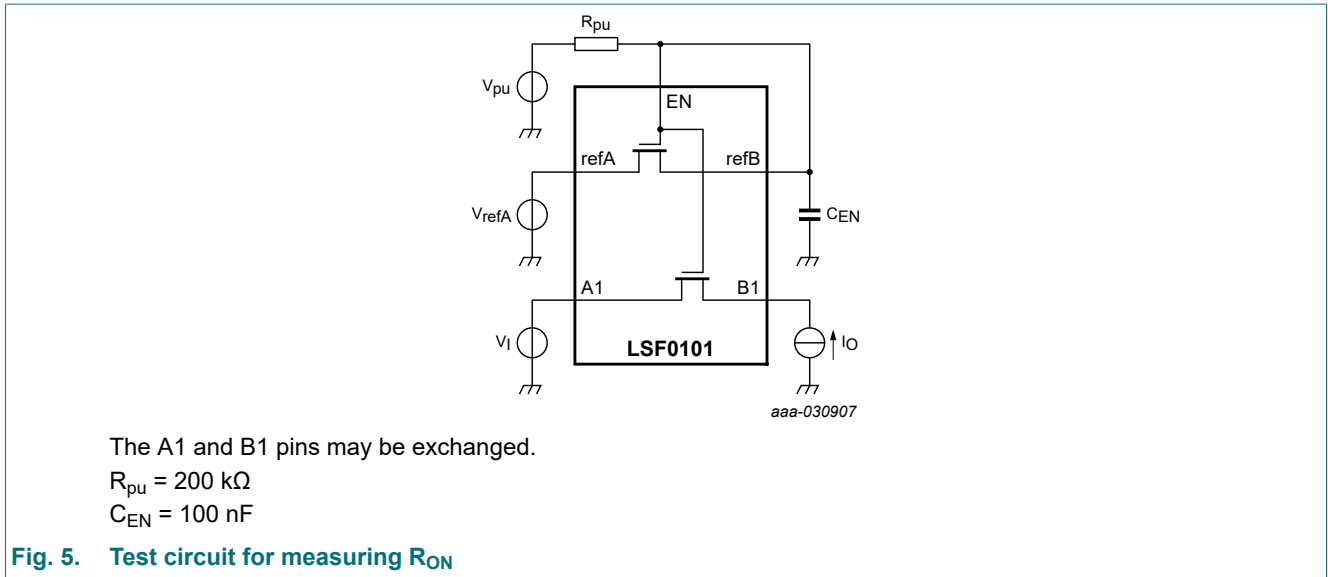 Rpu
Vpu
EN
refA
refB
VrefA
CEN
A1
B1
VI
LSF0101
IO
aaa-030907
The A1 and B1 pins may be exchanged.
Rpu = 200 kΩ
CEN = 100 nF
Fig. 5. Test circuit for measuring RON